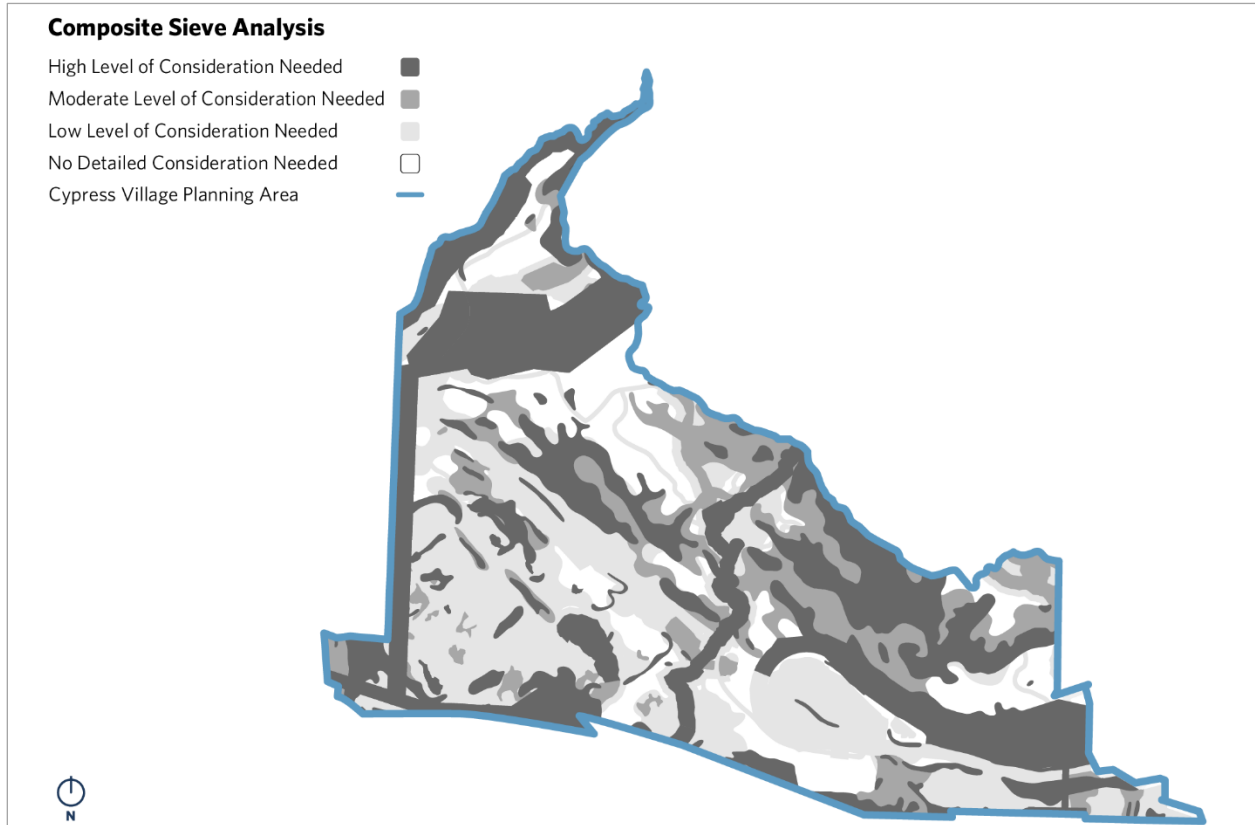 Composite Sieve Analysis
High Level of Consideration Needed
Moderate Level of Consideration Needed
Low Level of Consideration Needed
No Detailed Consideration Needed
Cypress Village Planning Area
N